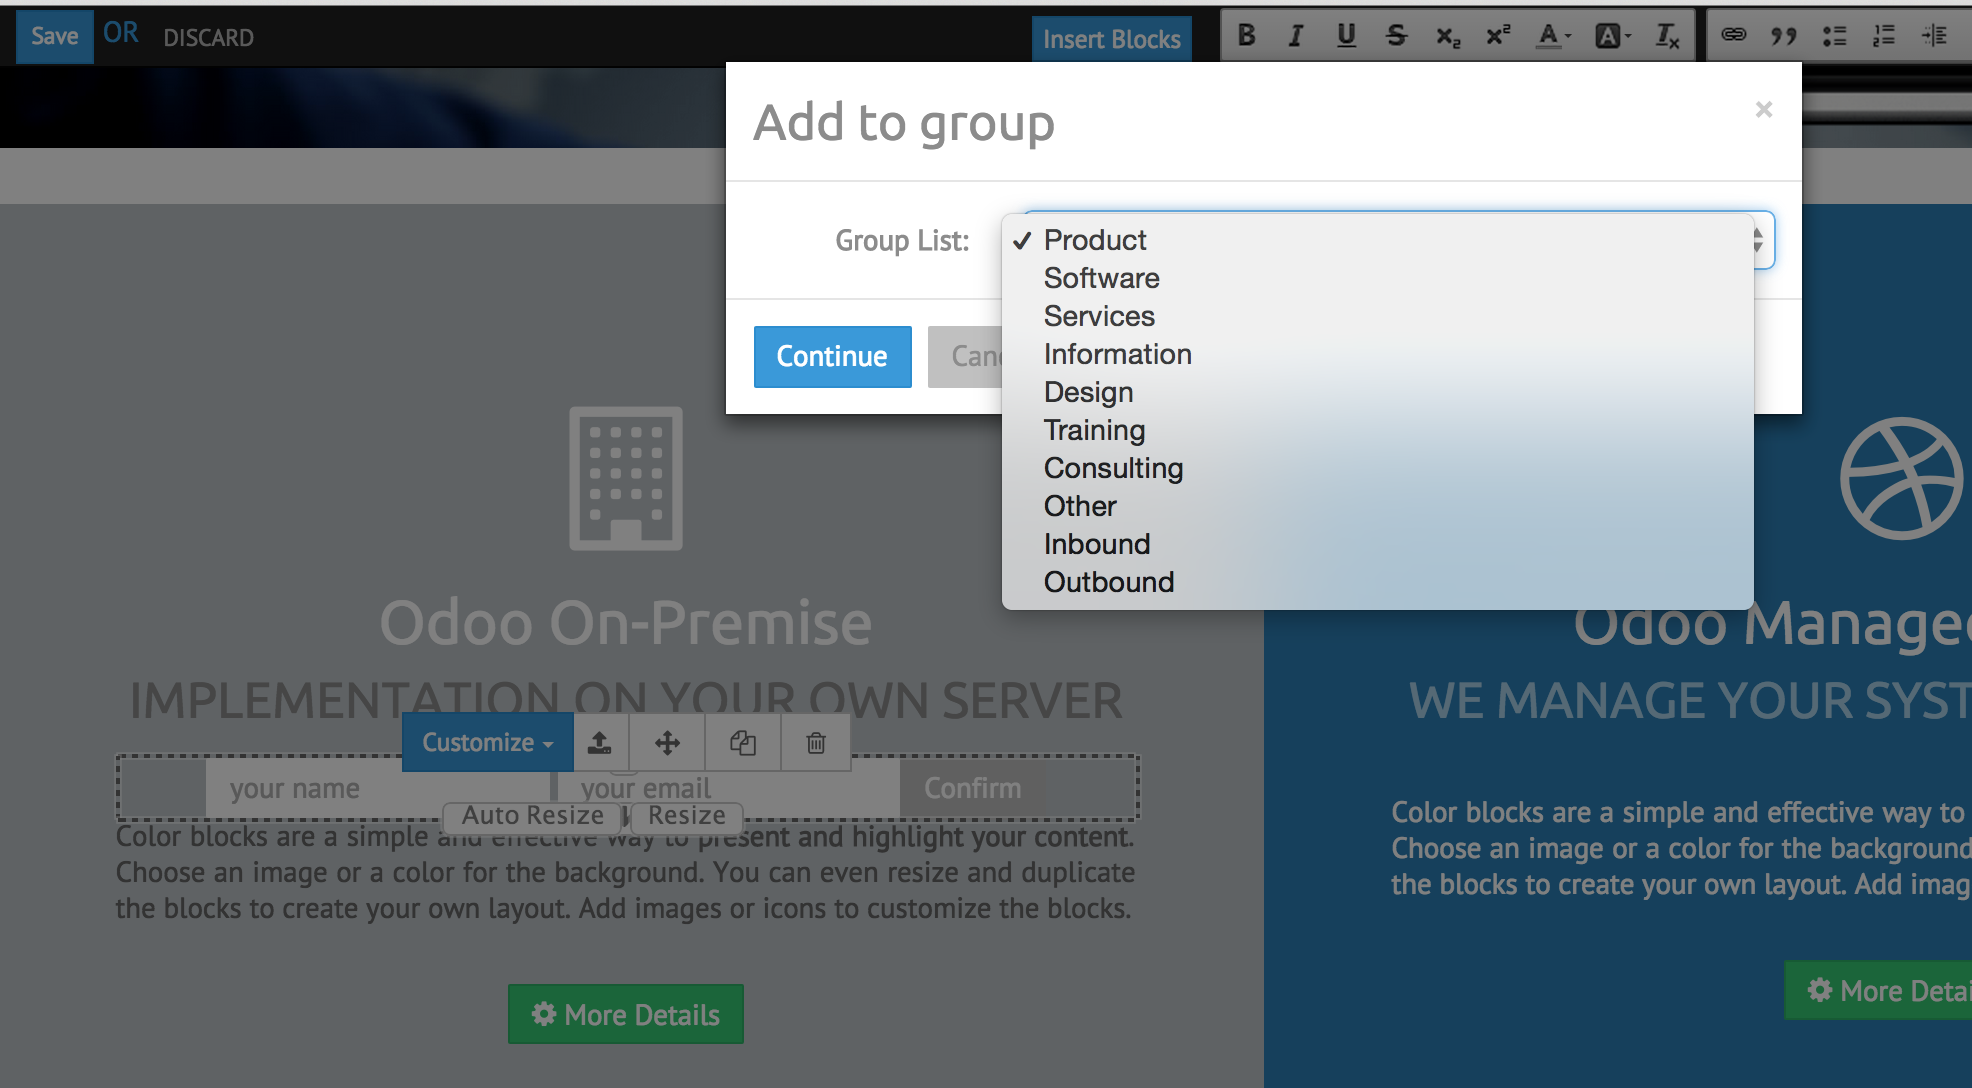 Save OR DISCARD Insert Blocks B I U S x₂ x² A A Tx
Add to group ×
Group List:
✓ Product
Software
Services
Information
Design
Training
Consulting
Other
Inbound
Outbound
Continue
Odoo On-Premise
IMPLEMENTATION ON YOUR OWN SERVER
Customize
your name your email Confirm
Auto Resize Resize
Color blocks are a simple and effective way to present and highlight your content.
Choose an image or a color for the background. You can even resize and duplicate
the blocks to create your own layout. Add images or icons to customize the blocks.
More Details
Odoo
WE MANAGE YOUR
Color blocks are a simple and effective way to
Choose an image or a color for the background
the blocks to create your own layout. Add
More